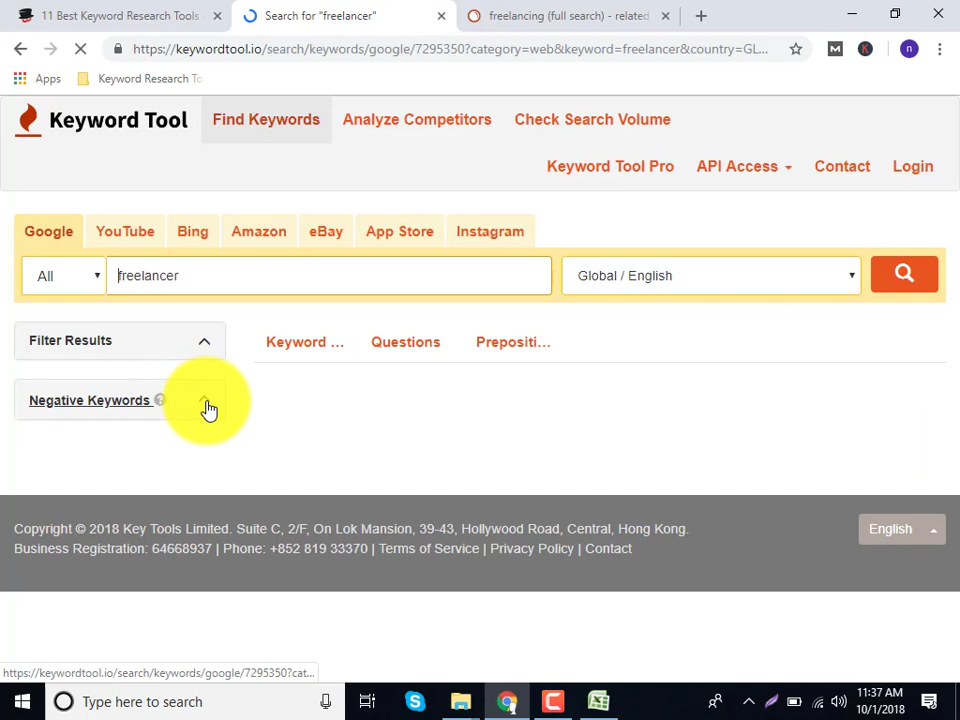 11 Best Keyword Research Tools
Search for "freelancer"
freelancing (full search) - related
https://keywordtool.io/search/keywords/google/7295350?category=web&keyword=freelancer&country=GL...
Apps
Keyword Research To
Keyword Tool
Find Keywords
Analyze Competitors
Check Search Volume
Keyword Tool Pro
API Access
Contact
Login
Google
YouTube
Bing
Amazon
eBay
App Store
Instagram
All
freelancer
Global / English
Filter Results
Keyword ...
Questions
Prepositi...
Negative Keywords
Copyright © 2018 Key Tools Limited. Suite C, 2/F, On Lok Mansion, 39-43, Hollywood Road, Central, Hong Kong.
Business Registration: 64668937 | Phone: +852 819 33370 | Terms of Service | Privacy Policy | Contact
English
https://keywordtool.io/search/keywords/google/7295350?cat...
Type here to search
11:37 AM
10/1/2018